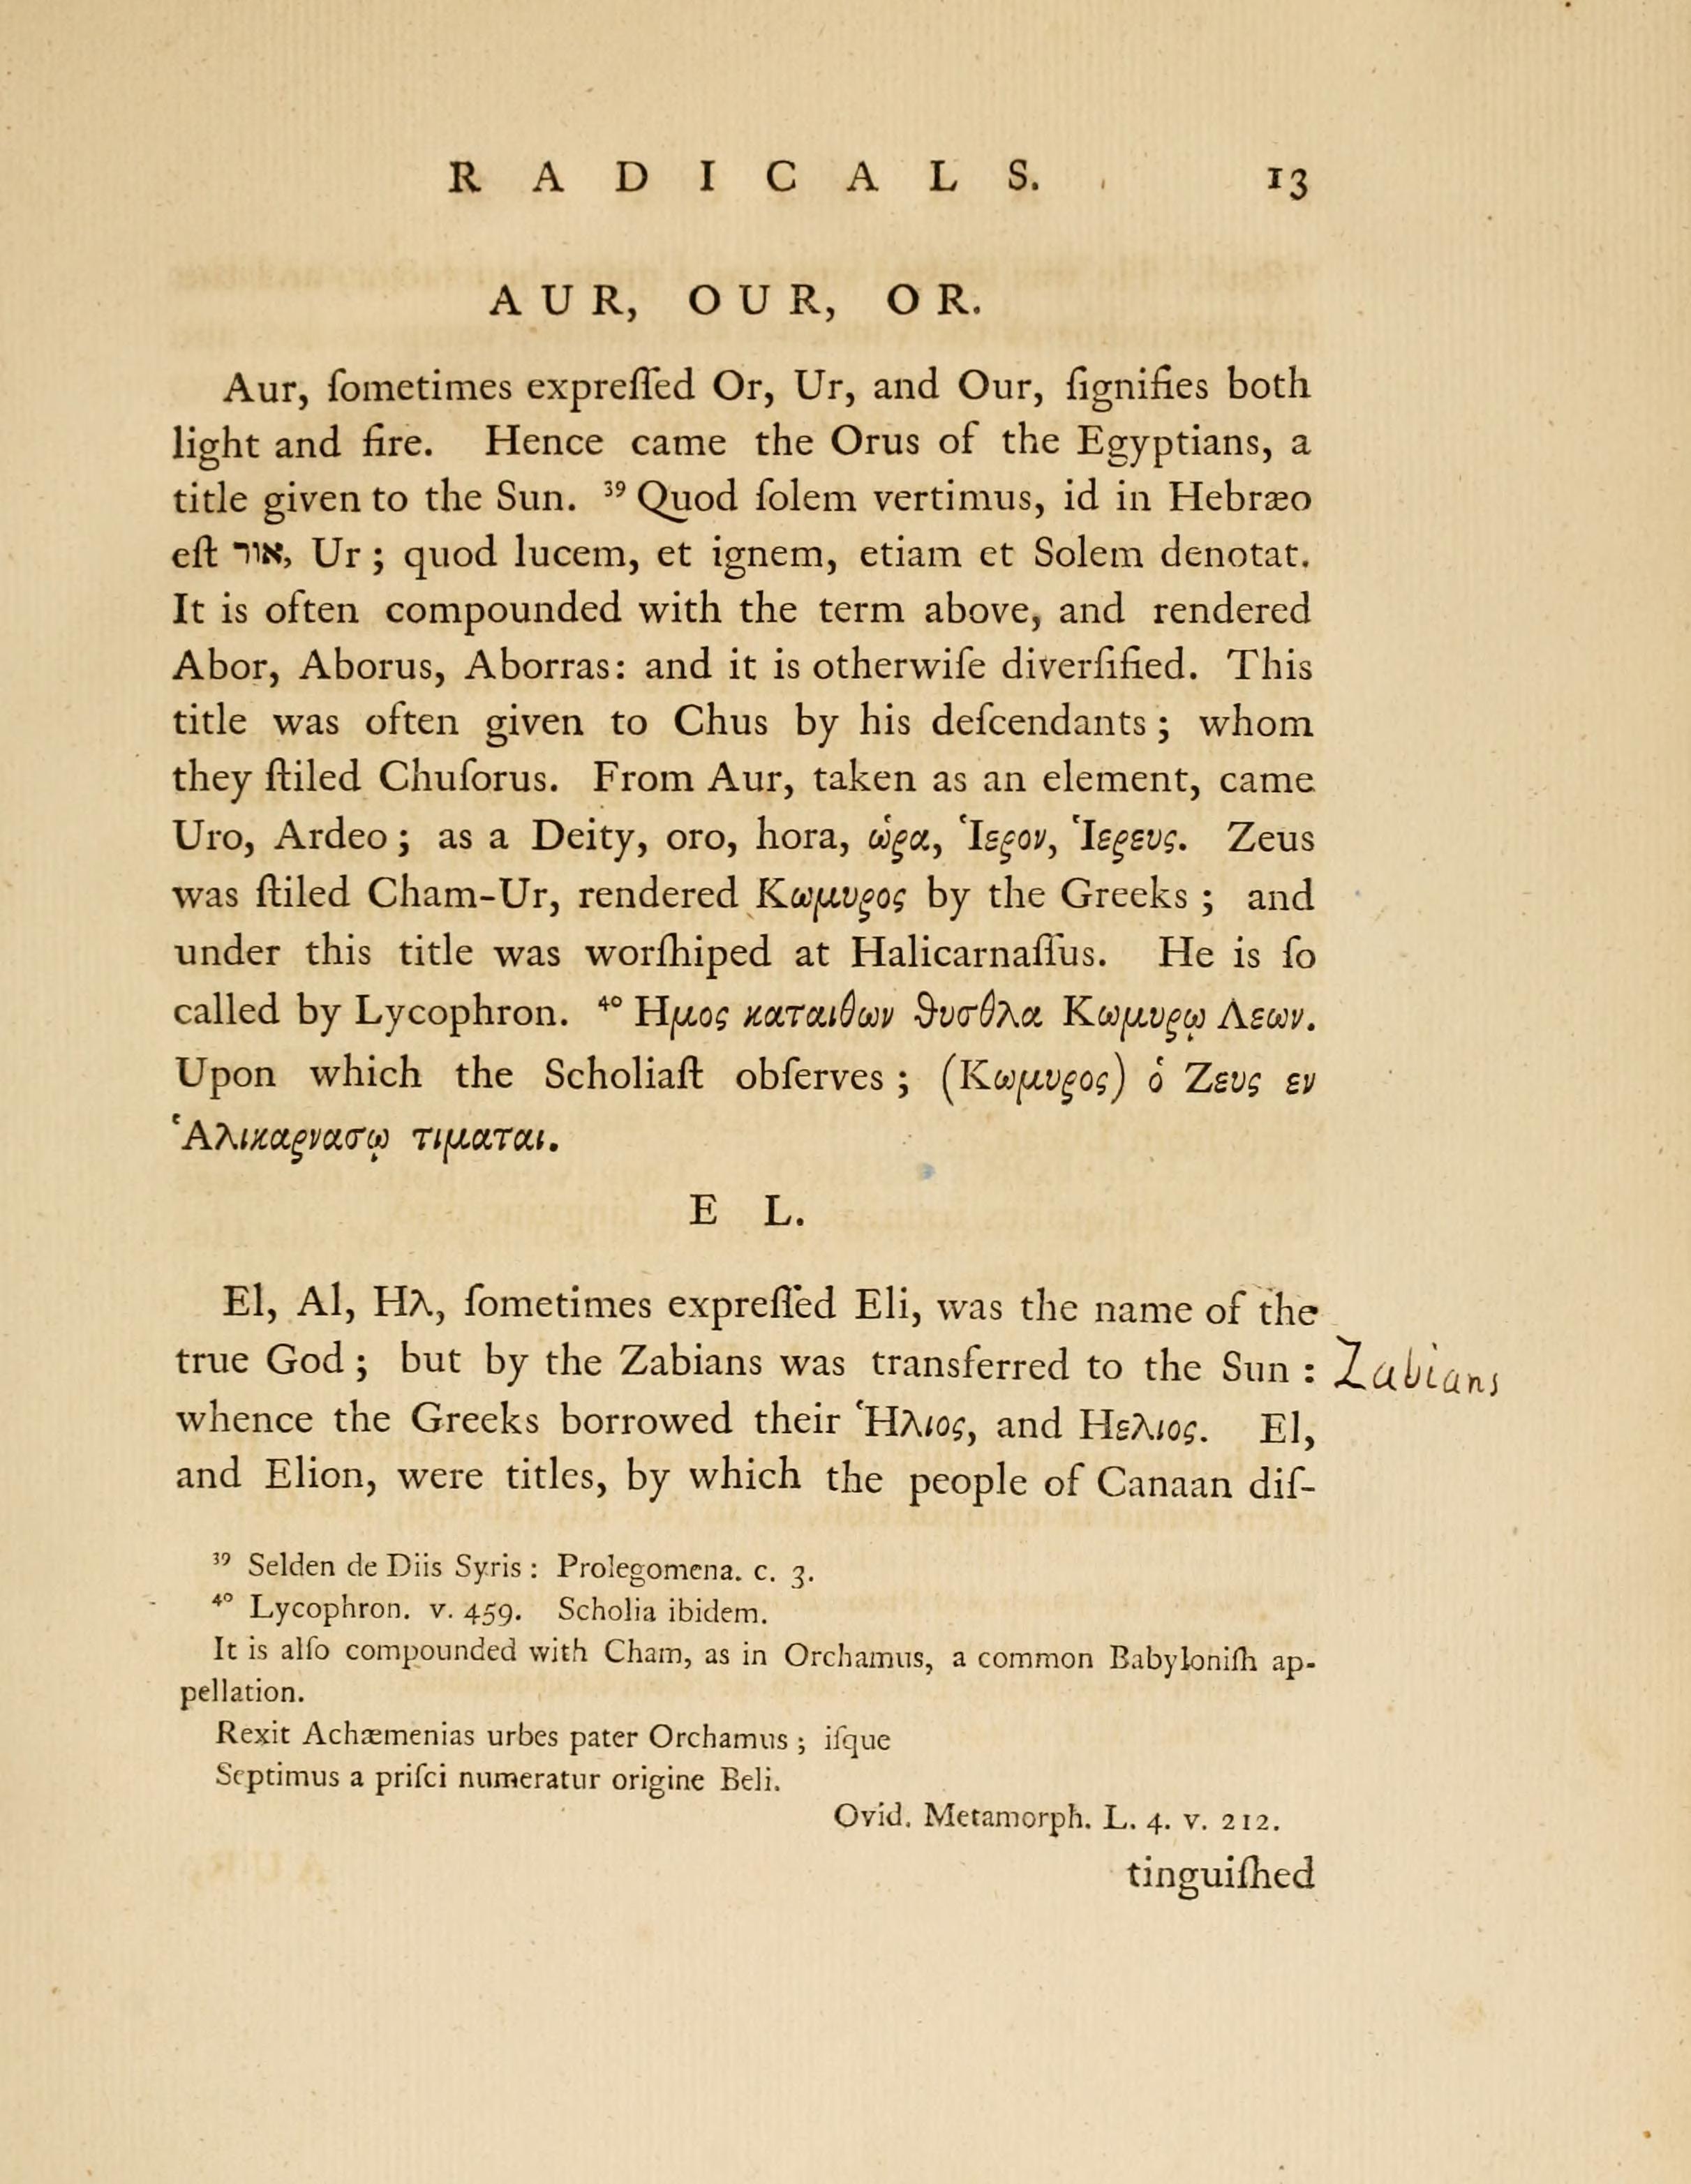 RADICALS. 13
AUR, OUR, OR.
Aur, ſometimes expreſſed Or, Ur, and Our, ſignifies both
light and fire. Hence came the Orus of the Egyptians, a
title given to the Sun. ³⁹ Quod ſolem vertimus, id in Hebræo
eſt אור, Ur; quod lucem, et ignem, etiam et Solem denotat.
It is often compounded with the term above, and rendered
Abor, Aborus, Aborras: and it is otherwiſe diverſified. This
title was often given to Chus by his deſcendants; whom
they ſtiled Chuſorus. From Aur, taken as an element, came
Uro, Ardeo; as a Deity, oro, hora, ὡρα, Ἱερον, Ἱερευς. Zeus
was ſtiled Cham-Ur, rendered Κωμυρος by the Greeks; and
under this title was worſhiped at Halicarnaſſus. He is ſo
called by Lycophron. ⁴⁰ Ημος καταιθων θυσθλα Κωμυρῳ Λεων.
Upon which the Scholiaſt obſerves; (Κωμυρος) ὁ Ζευς εν
Ἁλικαρνασῳ τιμαται.
EL.
El, Al, Ηλ, ſometimes expreſſed Eli, was the name of the
true God; but by the Zabians was transferred to the Sun: Zabians
whence the Greeks borrowed their Ἡλιος, and Ηελιος. El,
and Elion, were titles, by which the people of Canaan diſ-
³⁹ Selden de Diis Syris: Prolegomena. c. 3.
⁴⁰ Lycophron. v. 459. Scholia ibidem.
It is alſo compounded with Cham, as in Orchamus, a common Babyloniſh ap-
pellation.
Rexit Achæmenias urbes pater Orchamus; iſque
Septimus a priſci numeratur origine Beli.
Ovid. Metamorph. L. 4. v. 212.
tinguiſhed